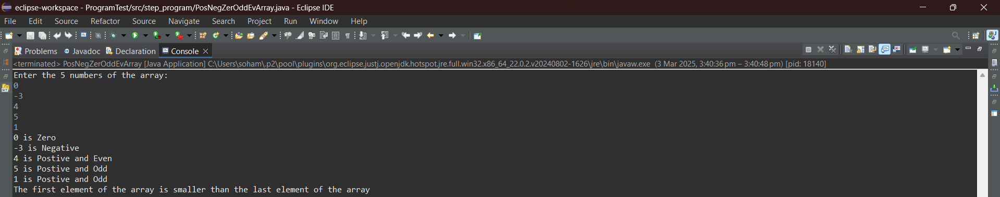 eclipse-workspace - ProgramTest/src/step_program/PosNegZerOddEvArray.java - Eclipse IDE
File Edit Source Refactor Source Navigate Search Project Run Window Help
Problems @ Javadoc Declaration Console
<terminated> PosNegZerOddEvArray [Java Application] C:\Users\soham\.p2\pool\plugins\org.eclipse.justj.openjdk.hotspot.jre.full.win32.x86_64_22.0.2.v20240802-1626\jre\bin\javaw.exe (3 Mar 2025, 3:40:36 pm – 3:40:48 pm) [pid: 18140]
Enter the 5 numbers of the array:
0
-3
4
5
1
0 is Zero
-3 is Negative
4 is Postive and Even
5 is Postive and Odd
1 is Postive and Odd
The first element of the array is smaller than the last element of the array